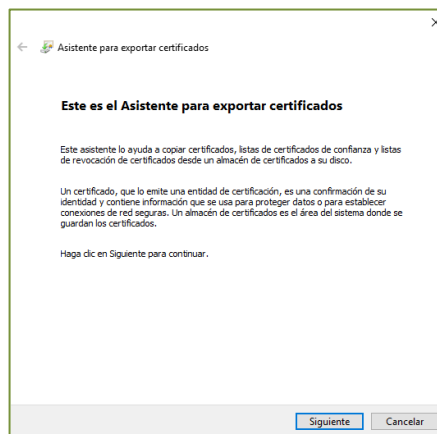 Asistente para exportar certificados
Este es el Asistente para exportar certificados
Este asistente lo ayuda a copiar certificados, listas de certificados de confianza y listas
de revocación de certificados desde un almacén de certificados a su disco.
Un certificado, que lo emite una entidad de certificación, es una confirmación de su
identidad y contiene información que se usa para proteger datos o para establecer
conexiones de red seguras. Un almacén de certificados es el área del sistema donde se
guardan los certificados.
Haga clic en Siguiente para continuar.
Siguiente Cancelar